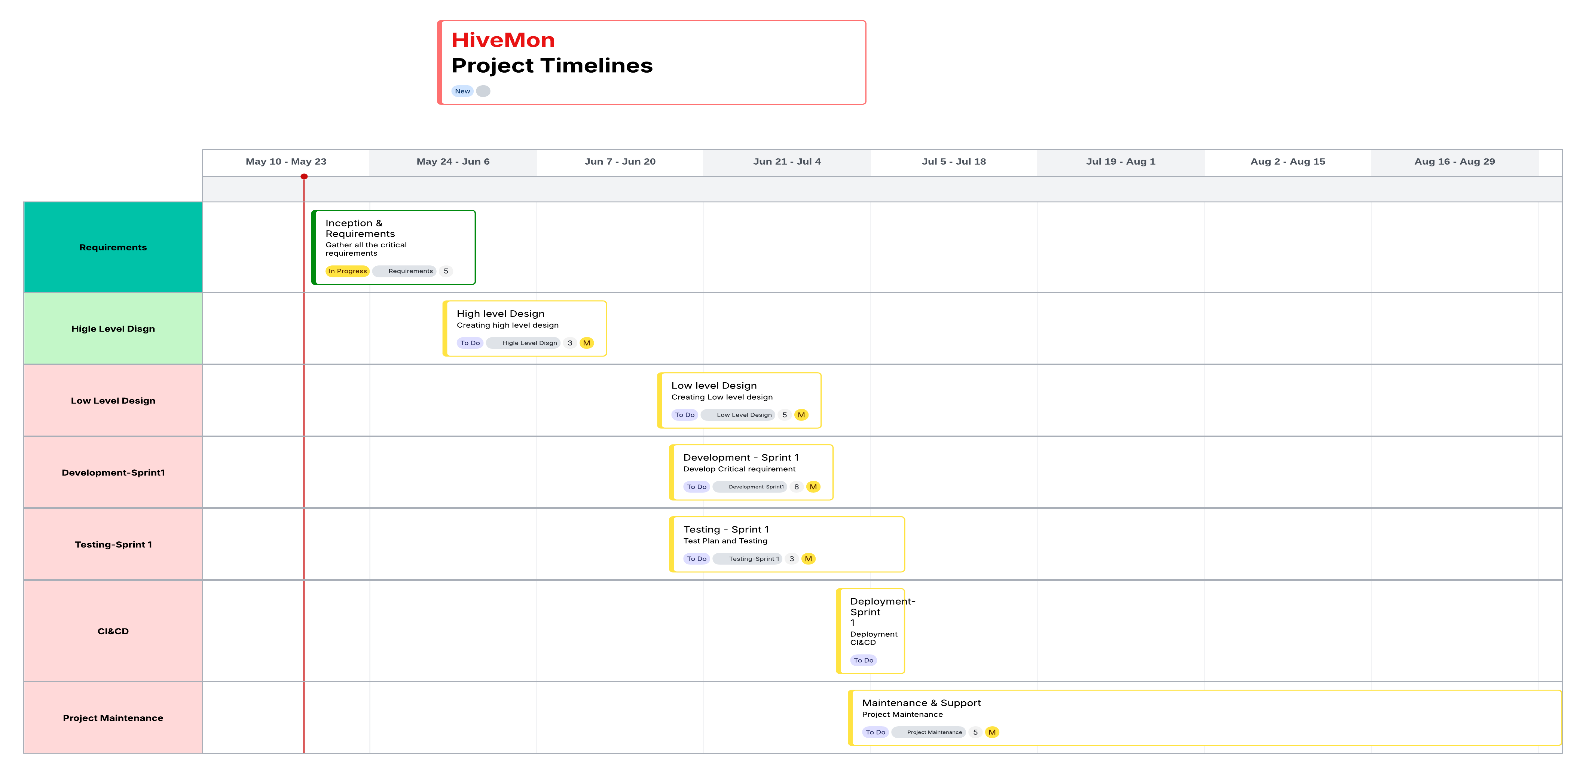 HiveMon
Project Timelines
New
May 10 - May 23
May 24 - Jun 6
Jun 7 - Jun 20
Jun 21 - Jul 4
Jul 5 - Jul 18
Jul 19 - Aug 1
Aug 2 - Aug 15
Aug 16 - Aug 29
Requirements
Inception &
Requirements
Gather all the critical
requirements
In Progress
Requirements
5
Higle Level Disgn
High level Design
Creating high level design
To Do
Higle Level Disgn
3
M
Low Level Design
Low level Design
Creating Low level design
To Do
Low Level Design
5
M
Development-Sprint1
Development - Sprint 1
Develop Critical requirement
To Do
Development-Sprint1
8
M
Testing-Sprint 1
Testing - Sprint 1
Test Plan and Testing
To Do
Testing-Sprint 1
3
M
CI&CD
Deployment-
Sprint
1
Deployment
CI&CD
To Do
Project Maintenance
Maintenance & Support
Project Maintenance
To Do
Project Maintenance
5
M